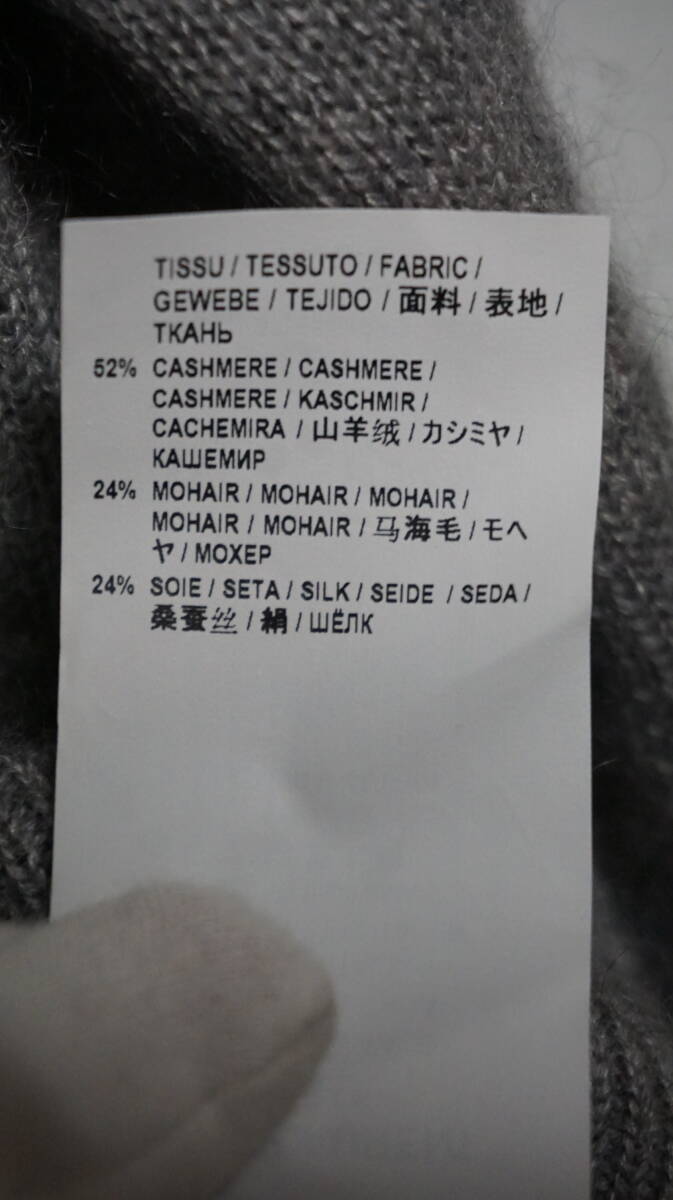 TISSU / TESSUTO / FABRIC /
GEWEBE / TEJIDO / 面料 / 表地 /
ТКАНЬ
52% CASHMERE / CASHMERE /
CASHMERE / KASCHMIR /
CACHEMIRA / 山羊绒 / カシミヤ /
КАШЕМИР
24% MOHAIR / MOHAIR / MOHAIR /
MOHAIR / MOHAIR / 马海毛 / モヘ
ヤ / МОХЕР
24% SOIE / SETA / SILK / SEIDE / SEDA /
桑蚕丝 / 絹 / ШЁЛК